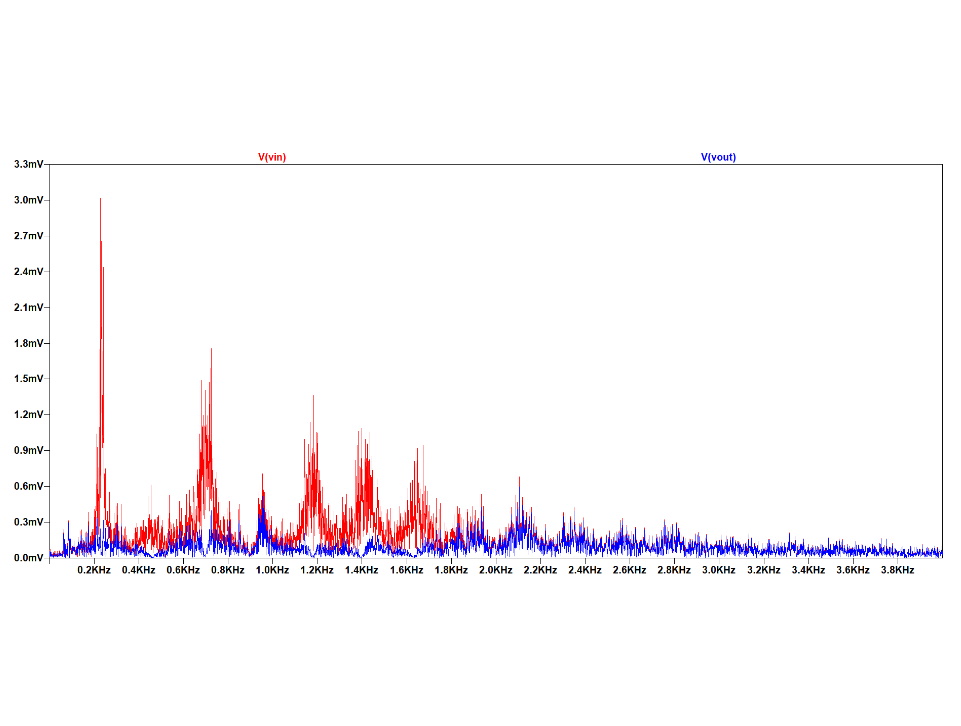 V(vin) V(vout)
3.3mV
3.0mV
2.7mV
2.4mV
2.1mV
1.8mV
1.5mV
1.2mV
0.9mV
0.6mV
0.3mV
0.0mV
0.2KHz 0.4KHz 0.6KHz 0.8KHz 1.0KHz 1.2KHz 1.4KHz 1.6KHz 1.8KHz 2.0KHz 2.2KHz 2.4KHz 2.6KHz 2.8KHz 3.0KHz 3.2KHz 3.4KHz 3.6KHz 3.8KHz